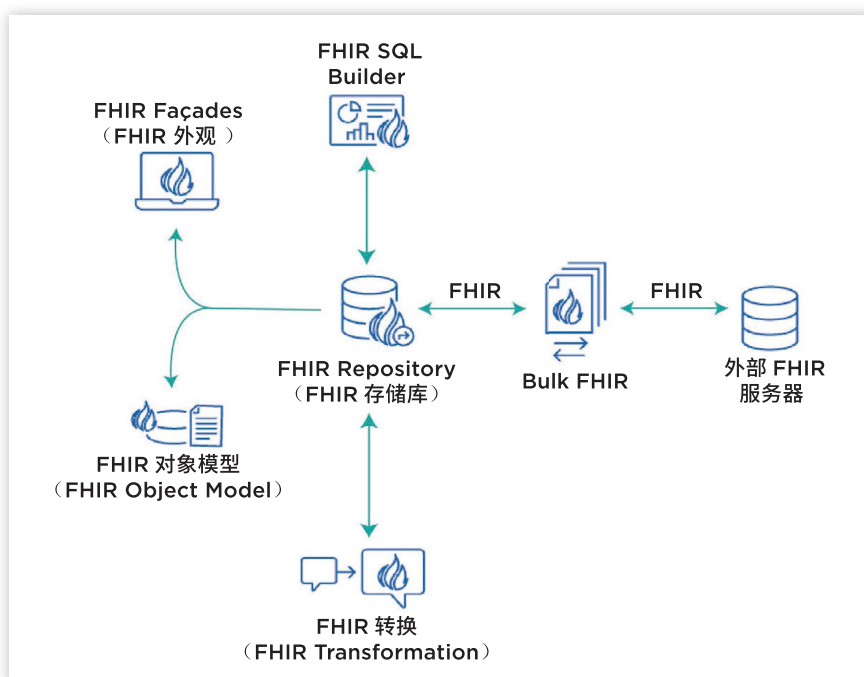 FHIR SQL
Builder
FHIR Façades
（FHIR 外观 ）
FHIR
FHIR
FHIR Repository
（FHIR 存储库）
Bulk FHIR
外部 FHIR
服务器
FHIR 对象模型
（FHIR Object Model）
FHIR 转换
（FHIR Transformation）